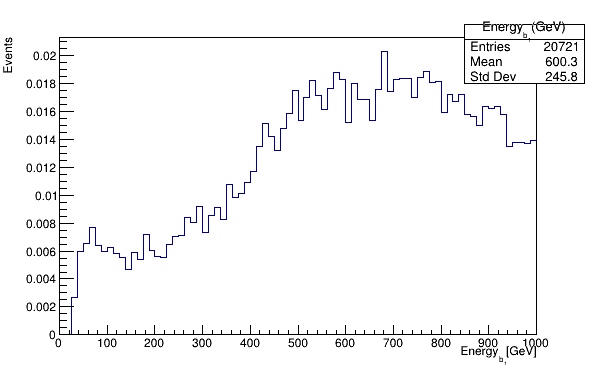 Energy_b1(GeV)
Entries 20721
Mean 600.3
Std Dev 245.8
Events
0.02
0.018
0.016
0.014
0.012
0.01
0.008
0.006
0.004
0.002
0
0 100 200 300 400 500 600 700 800 900 1000
Energy_b1[GeV]